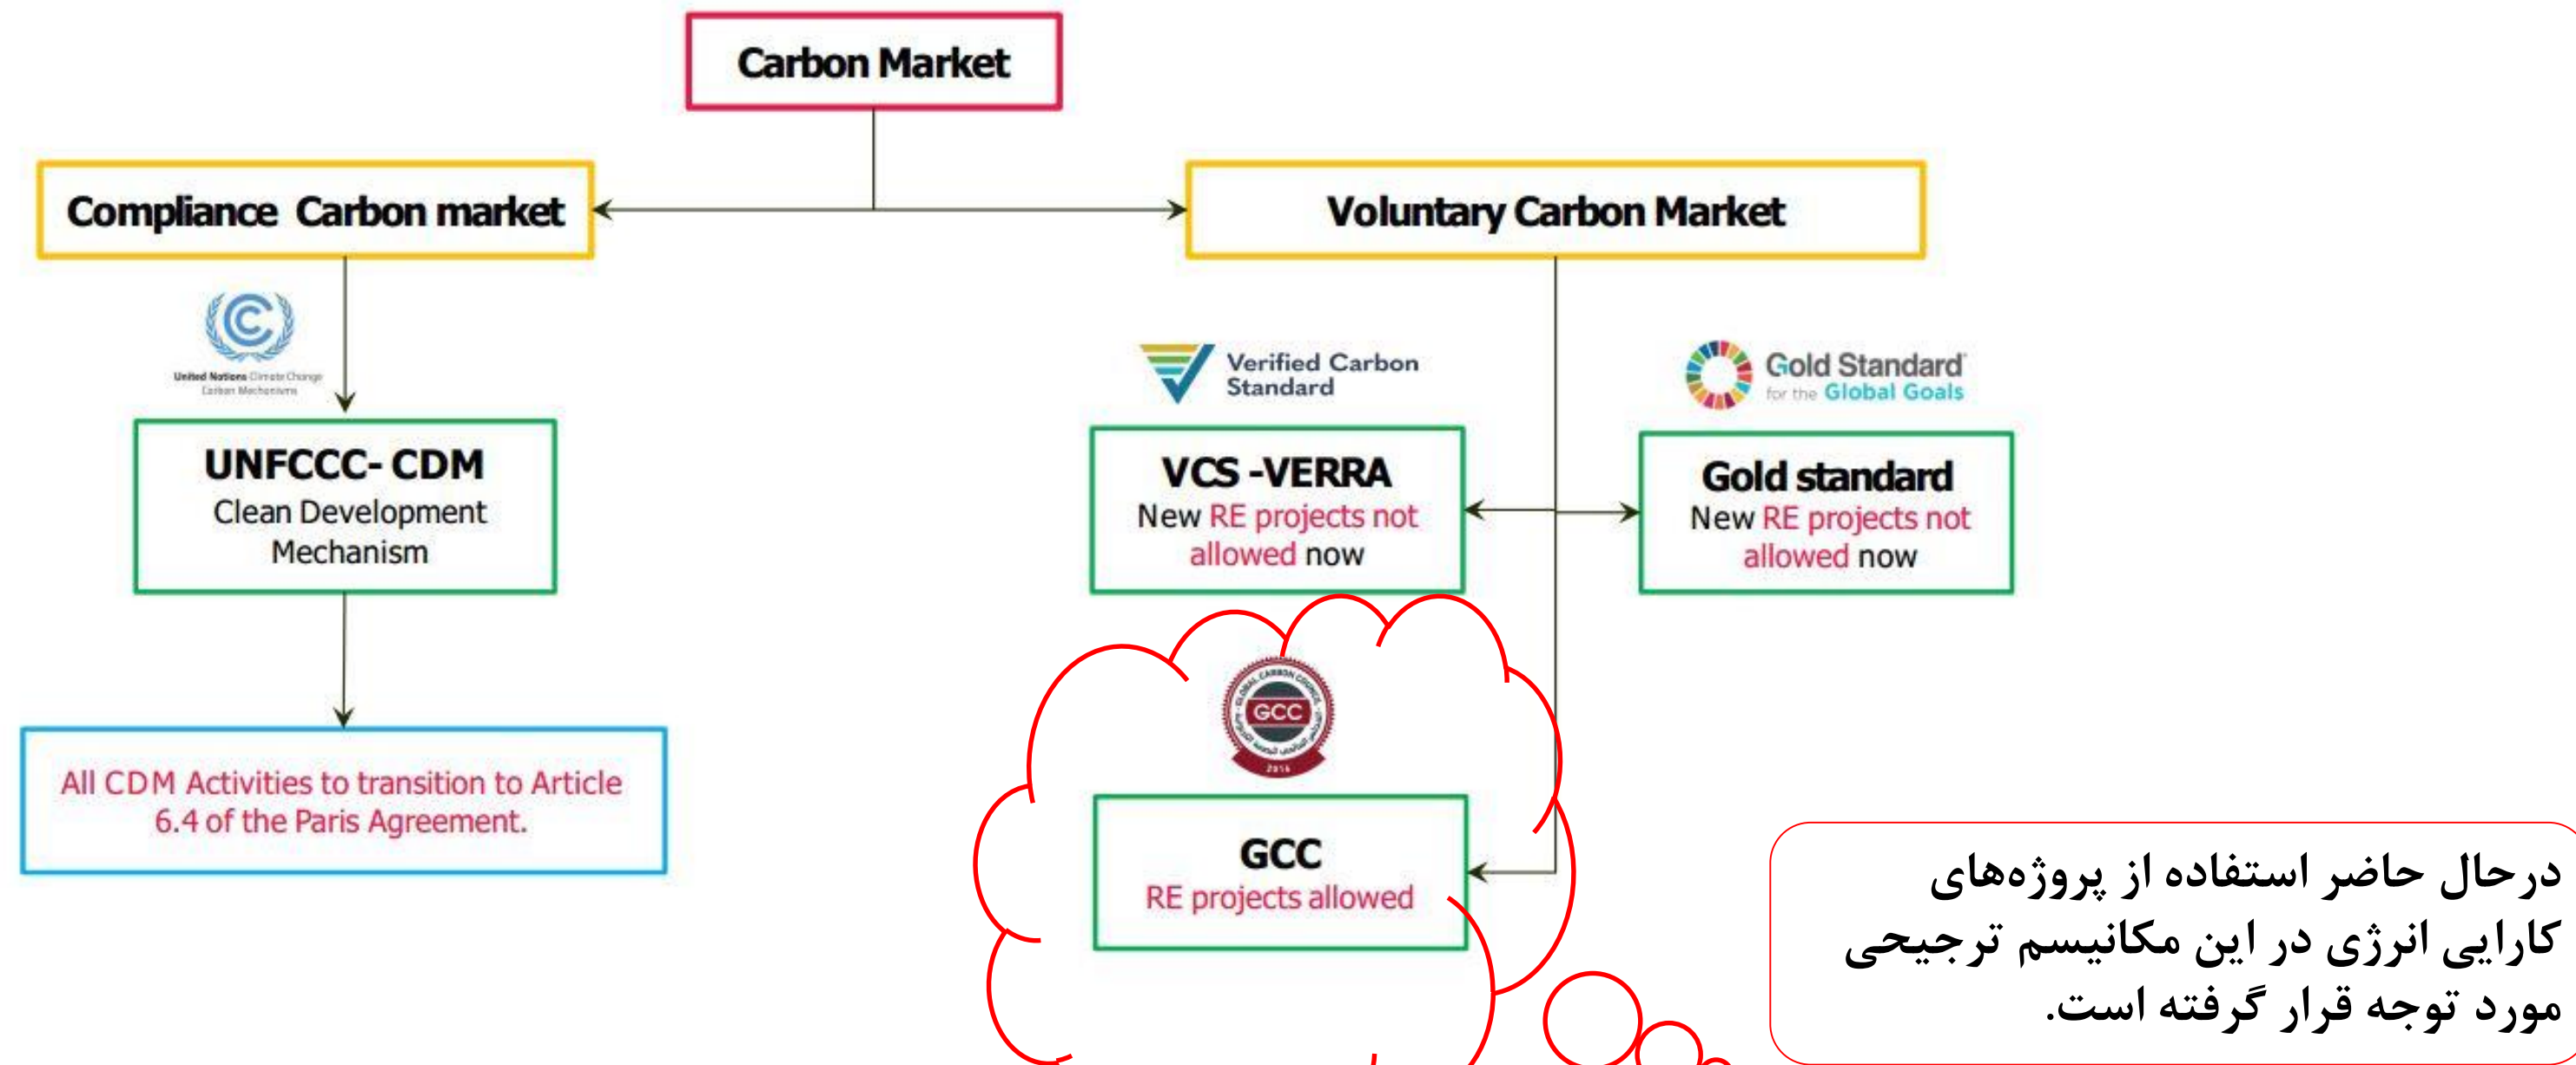 Carbon Market
Compliance Carbon market
Voluntary Carbon Market
United Nations Climate Change
Carbon Mechanisms
UNFCCC- CDM
Clean Development
Mechanism
All CDM Activities to transition to Article
6.4 of the Paris Agreement.
Verified Carbon
Standard
VCS -VERRA
New RE projects not
allowed now
Gold Standard
for the Global Goals
Gold standard
New RE projects not
allowed now
GLOBAL CARBON COUNCIL
GCC
2016
GCC
RE projects allowed
درحال حاضر استفاده از پروژه‌های
کارایی انرژی در این مکانیسم ترجیحی
مورد توجه قرار گرفته است.